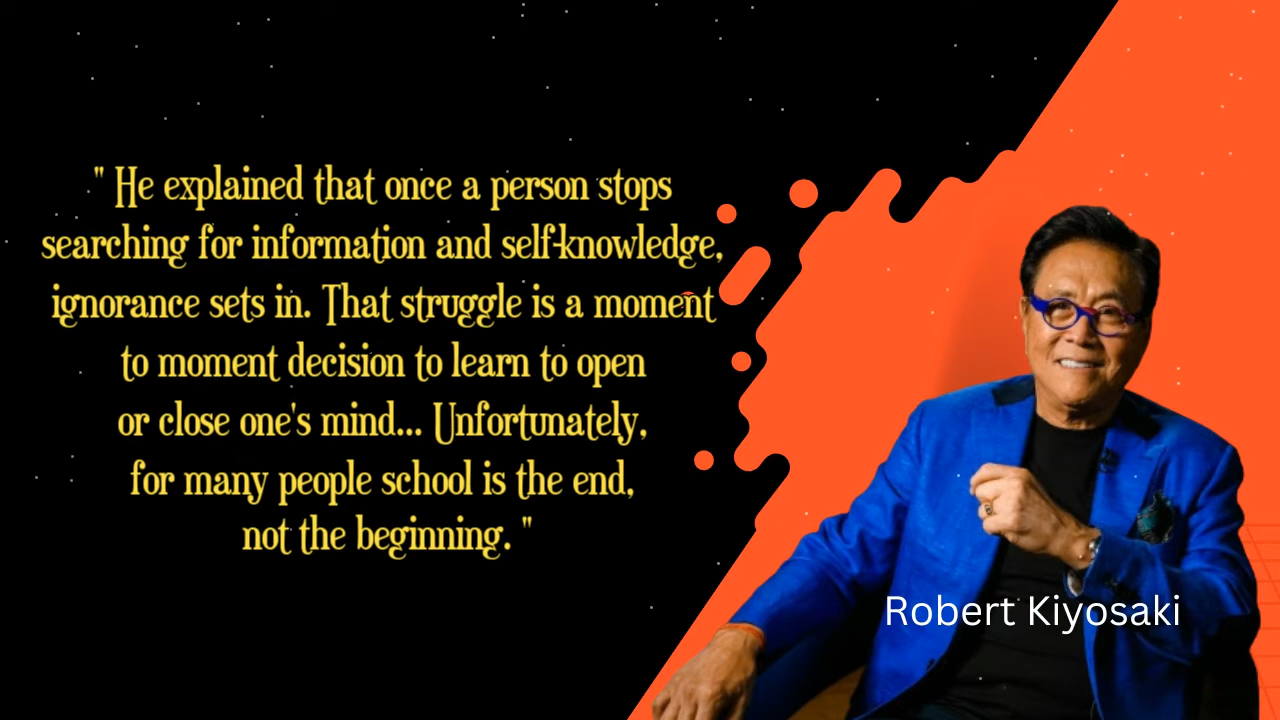 " He explained that once a person stops
searching for information and self-knowledge,
ignorance sets in. That struggle is a moment
to moment decision to learn to open
or close one's mind... Unfortunately,
for many people school is the end,
not the beginning. "
Robert Kiyosaki